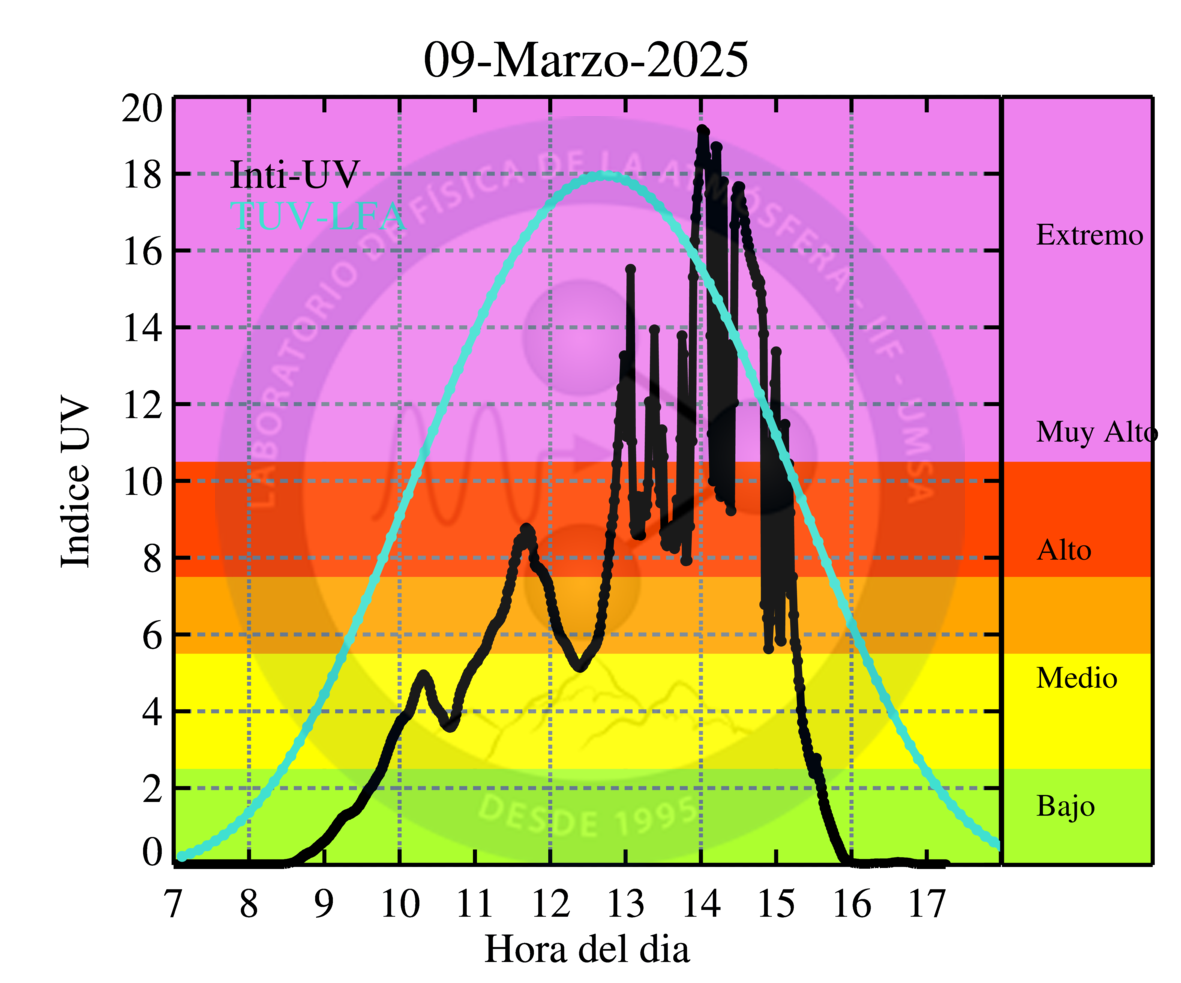 09-Marzo-2025
Inti-UV
TUV-LFA
LABORATORIO DE FÍSICA DE LA ATMÓSFERA - IIF - UMSA
DESDE 1995
Indice UV
20
18
16
14
12
10
8
6
4
2
0
Extremo
Muy Alto
Alto
Medio
Bajo
7 8 9 10 11 12 13 14 15 16 17
Hora del dia